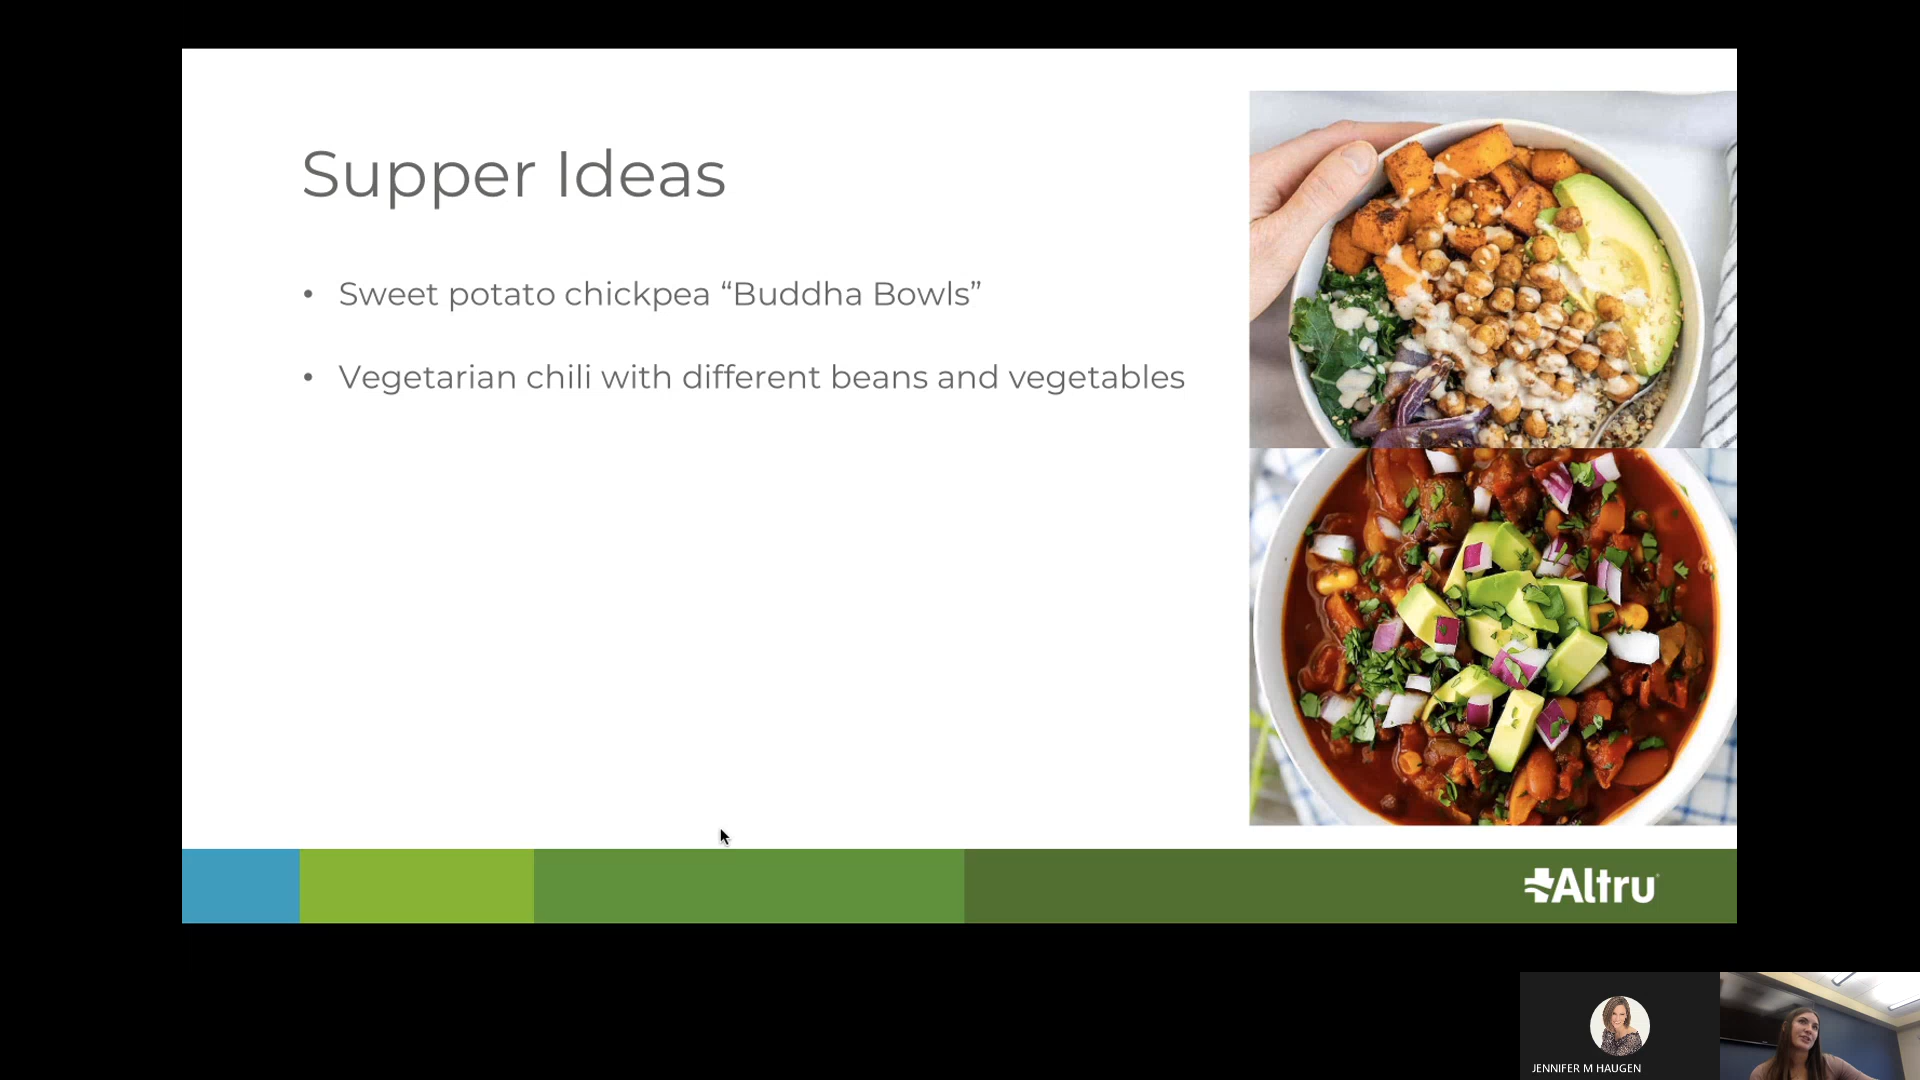 Supper Ideas
• Sweet potato chickpea “Buddha Bowls”
• Vegetarian chili with different beans and vegetables
Altru
JENNIFER M HAUGEN